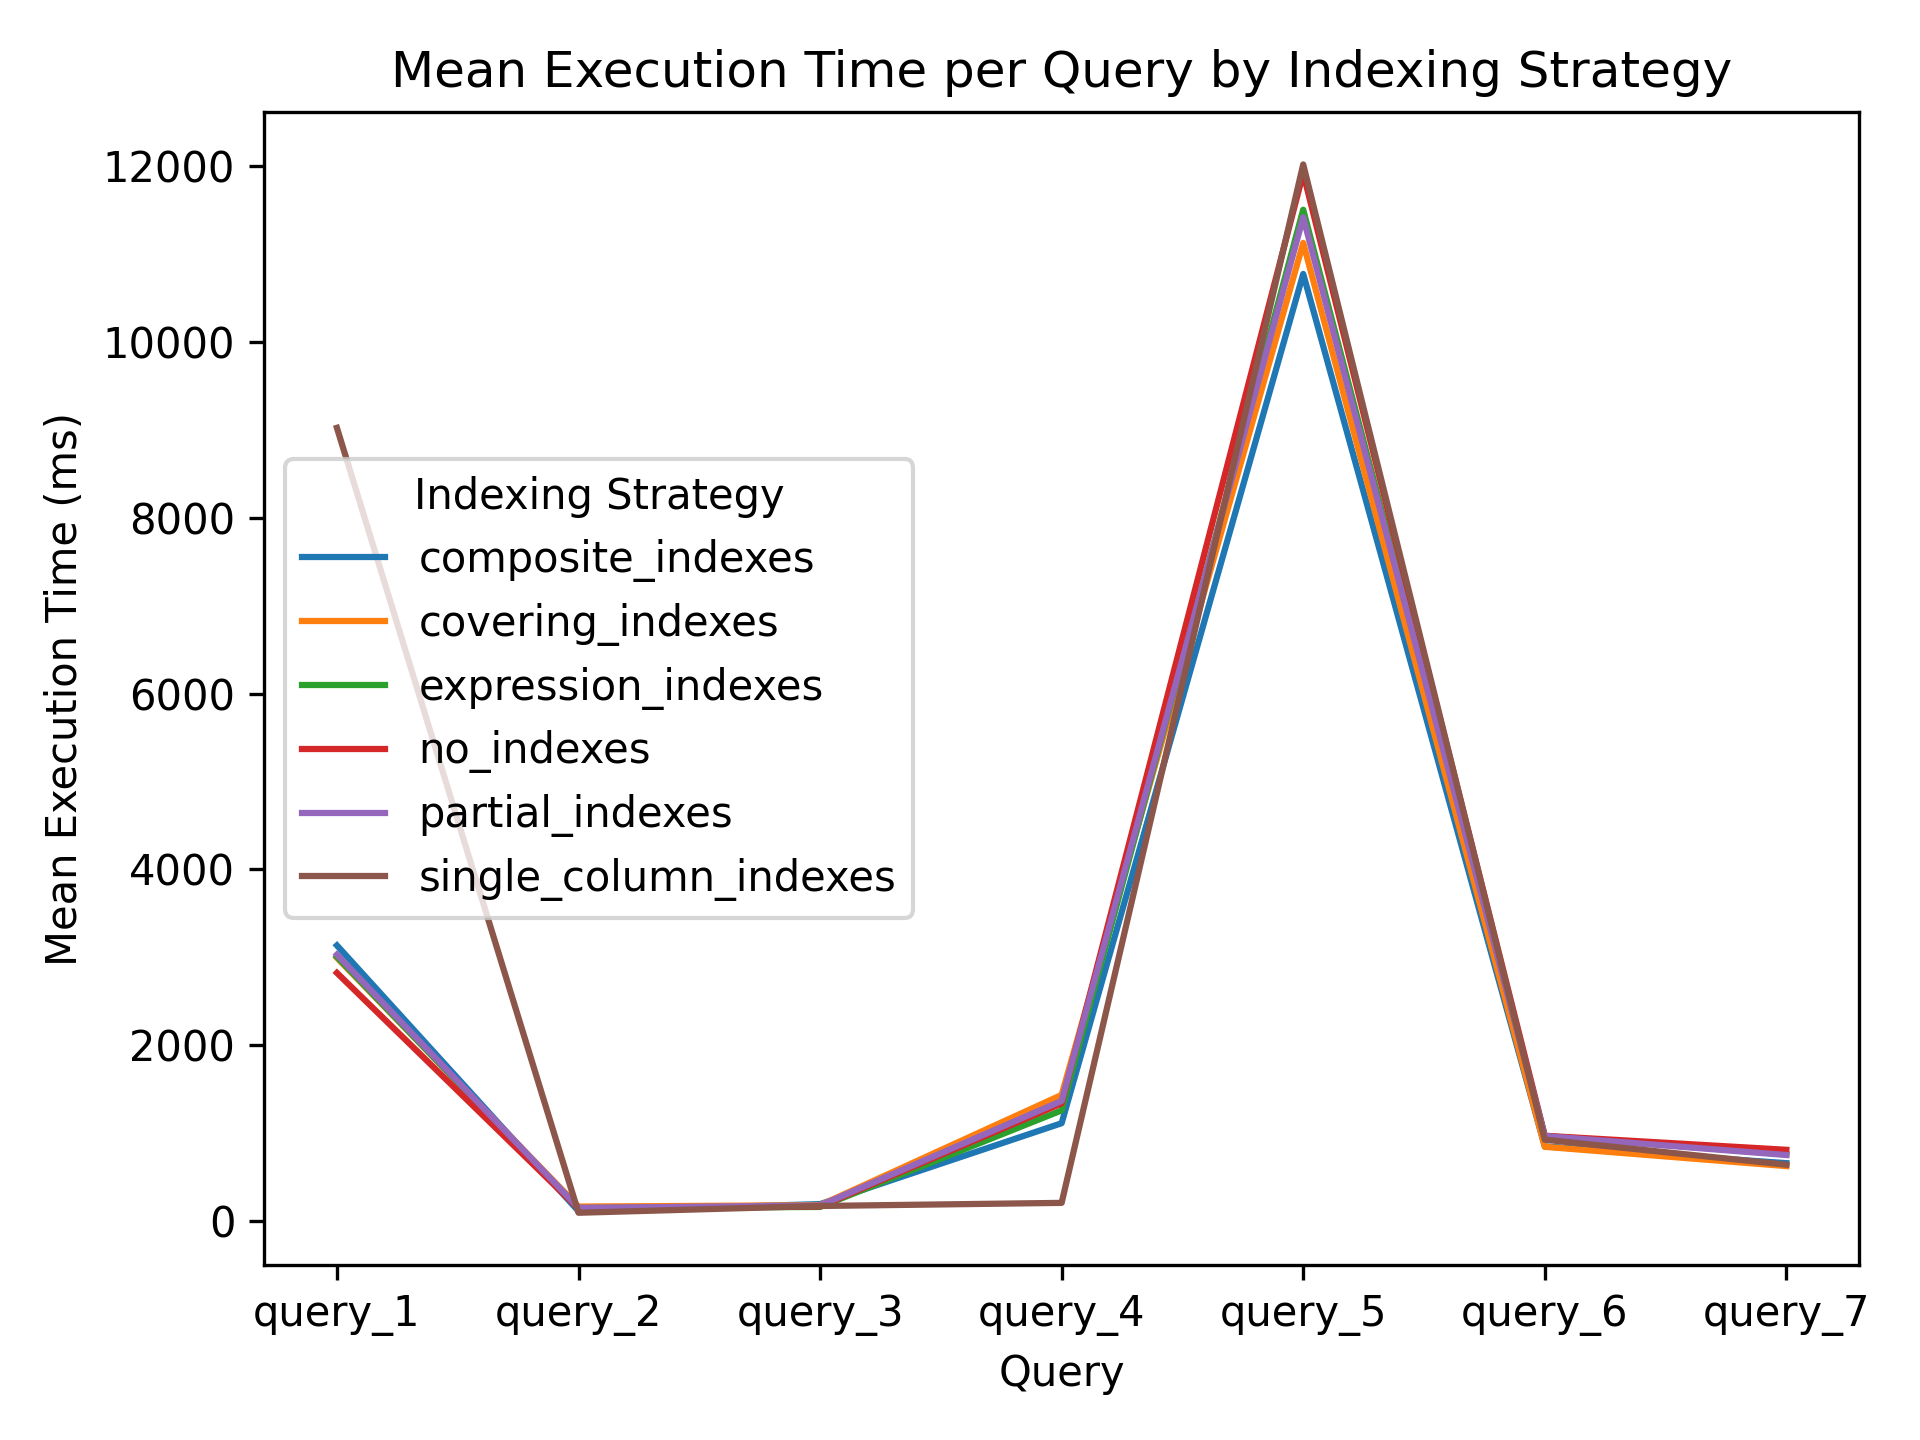 Mean Execution Time per Query by Indexing Strategy
Mean Execution Time (ms)
12000
10000
8000
6000
4000
2000
0
Indexing Strategy
composite_indexes
covering_indexes
expression_indexes
no_indexes
partial_indexes
single_column_indexes
query_1 query_2 query_3 query_4 query_5 query_6 query_7
Query